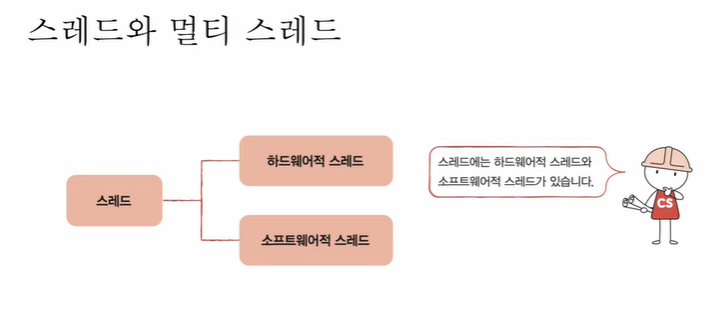 스레드와 멀티 스레드
하드웨어적 스레드
스레드에는 하드웨어적 스레드와
소프트웨어적 스레드가 있습니다.
스레드
소프트웨어적 스레드
CS